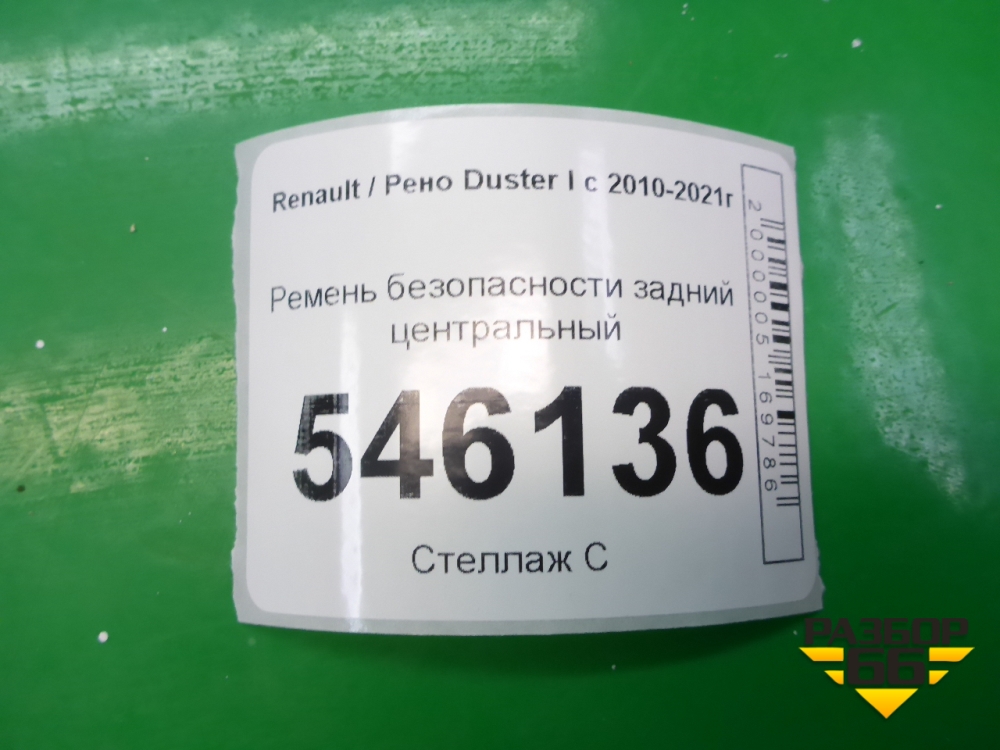 Renault / Рено Duster I с 2010-2021г
Ремень безопасности задний
центральный
546136
Стеллаж С
2000005169786
РАЗБОР
66